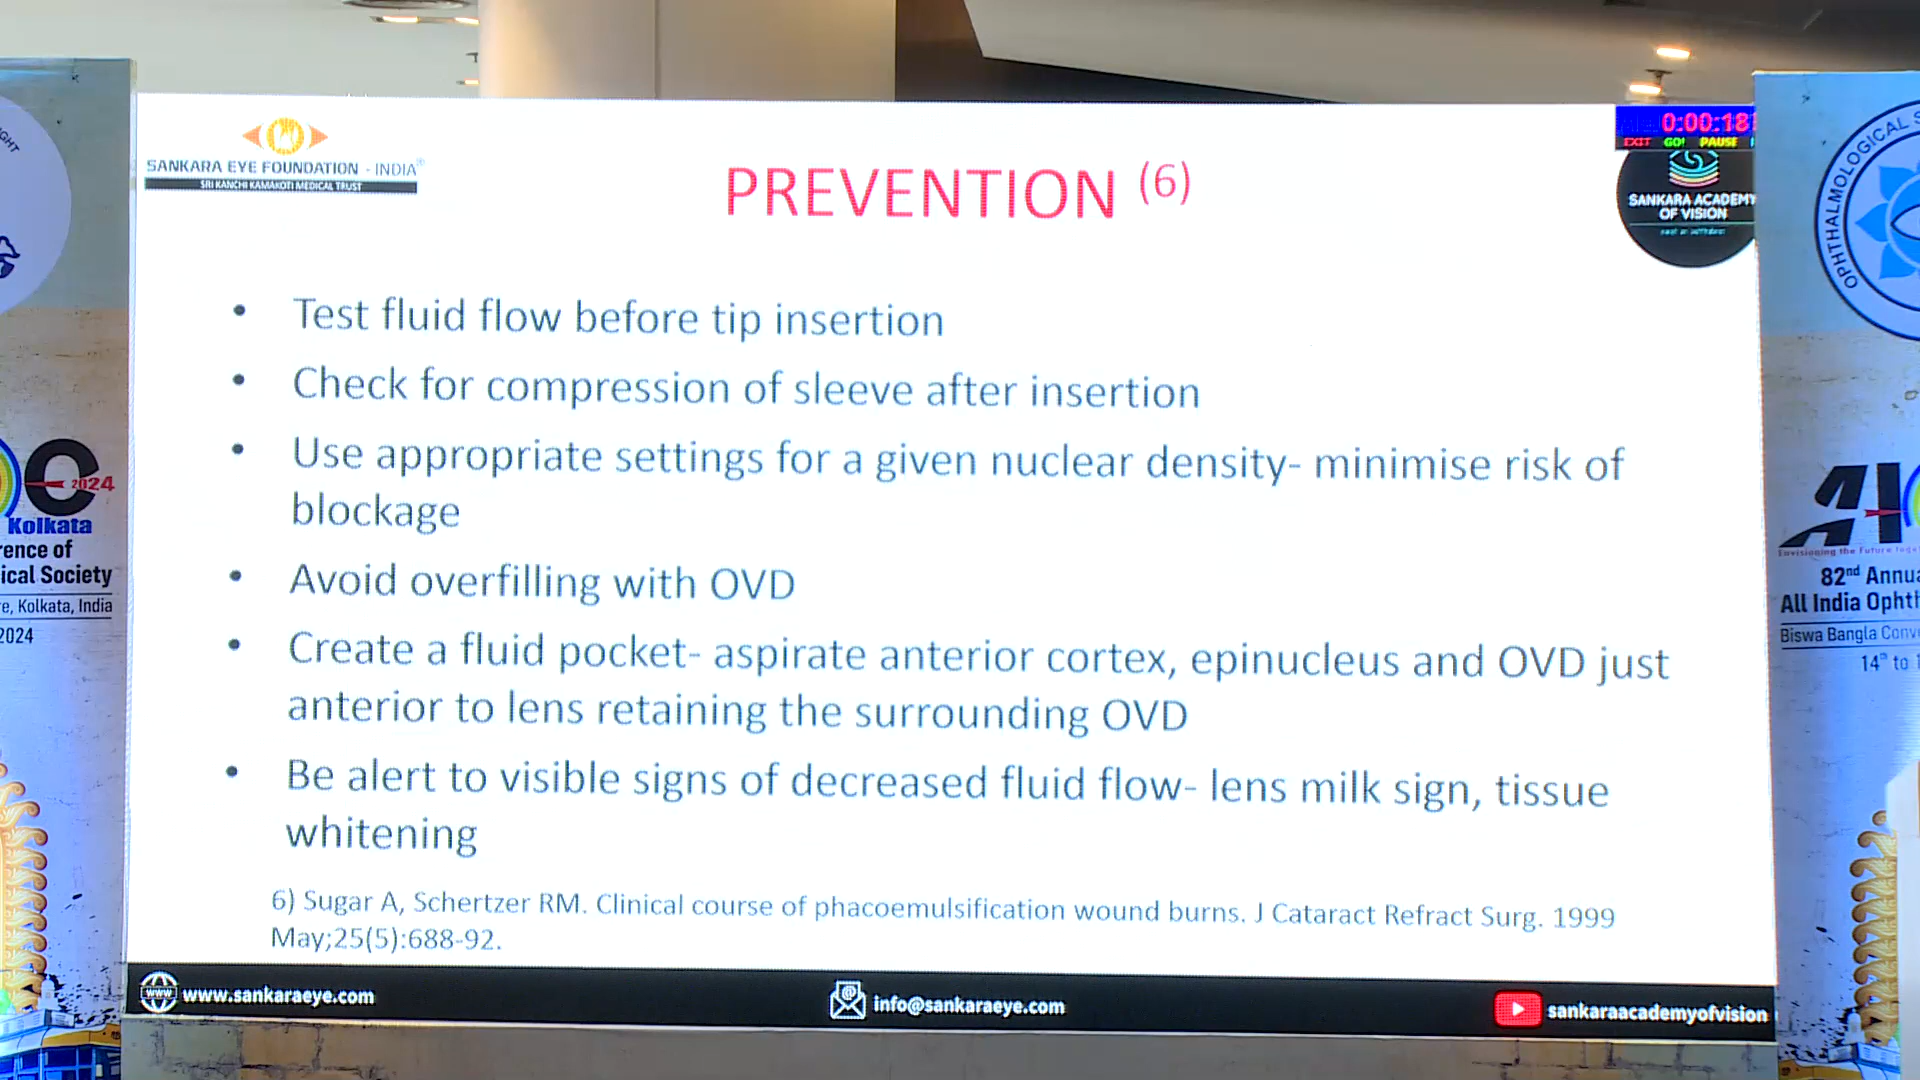 SANKARA EYE FOUNDATION - INDIA®
SRI KANCHI KAMAKOTI MEDICAL TRUST
PREVENTION (6)
0:00:18
EXIT GO! PAUSE
SANKARA ACADEMY
OF VISION
• Test fluid flow before tip insertion
• Check for compression of sleeve after insertion
• Use appropriate settings for a given nuclear density- minimise risk of
blockage
• Avoid overfilling with OVD
• Create a fluid pocket- aspirate anterior cortex, epinucleus and OVD just
anterior to lens retaining the surrounding OVD
• Be alert to visible signs of decreased fluid flow- lens milk sign, tissue
whitening
6) Sugar A, Schertzer RM. Clinical course of phacoemulsification wound burns. J Cataract Refract Surg. 1999
May;25(5):688-92.
www.sankaraeye.com
info@sankaraeye.com
sankaraacademyofvision
2024
Kolkata
rence of
ical Society
e, Kolkata, India
2024
OPHTHALMOLOGICAL S
82nd Annua
All India Ophth
Biswa Bangla Conv
14th to